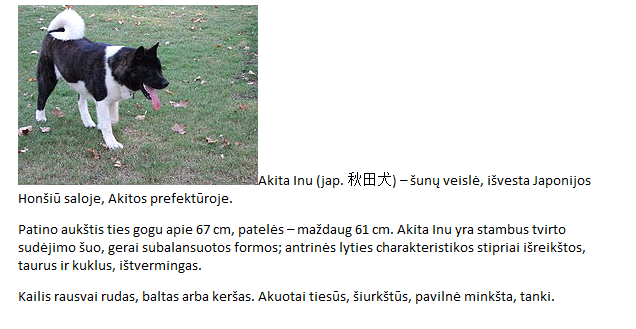 Akita Inu (jap. 秋田犬) – šunų veislė, išvesta Japonijos
Honšiū saloje, Akitos prefektūroje.
Patino aukštis ties gogu apie 67 cm, patelės – maždaug 61 cm. Akita Inu yra stambus tvirto
sudėjimo šuo, gerai subalansuotos formos; antrinės lyties charakteristikos stipriai išreikštos,
taurus ir kuklus, ištvermingas.
Kailis rausvai rudas, baltas arba keršas. Akuotai tiesūs, šiurkštūs, pavilnė minkšta, tanki.